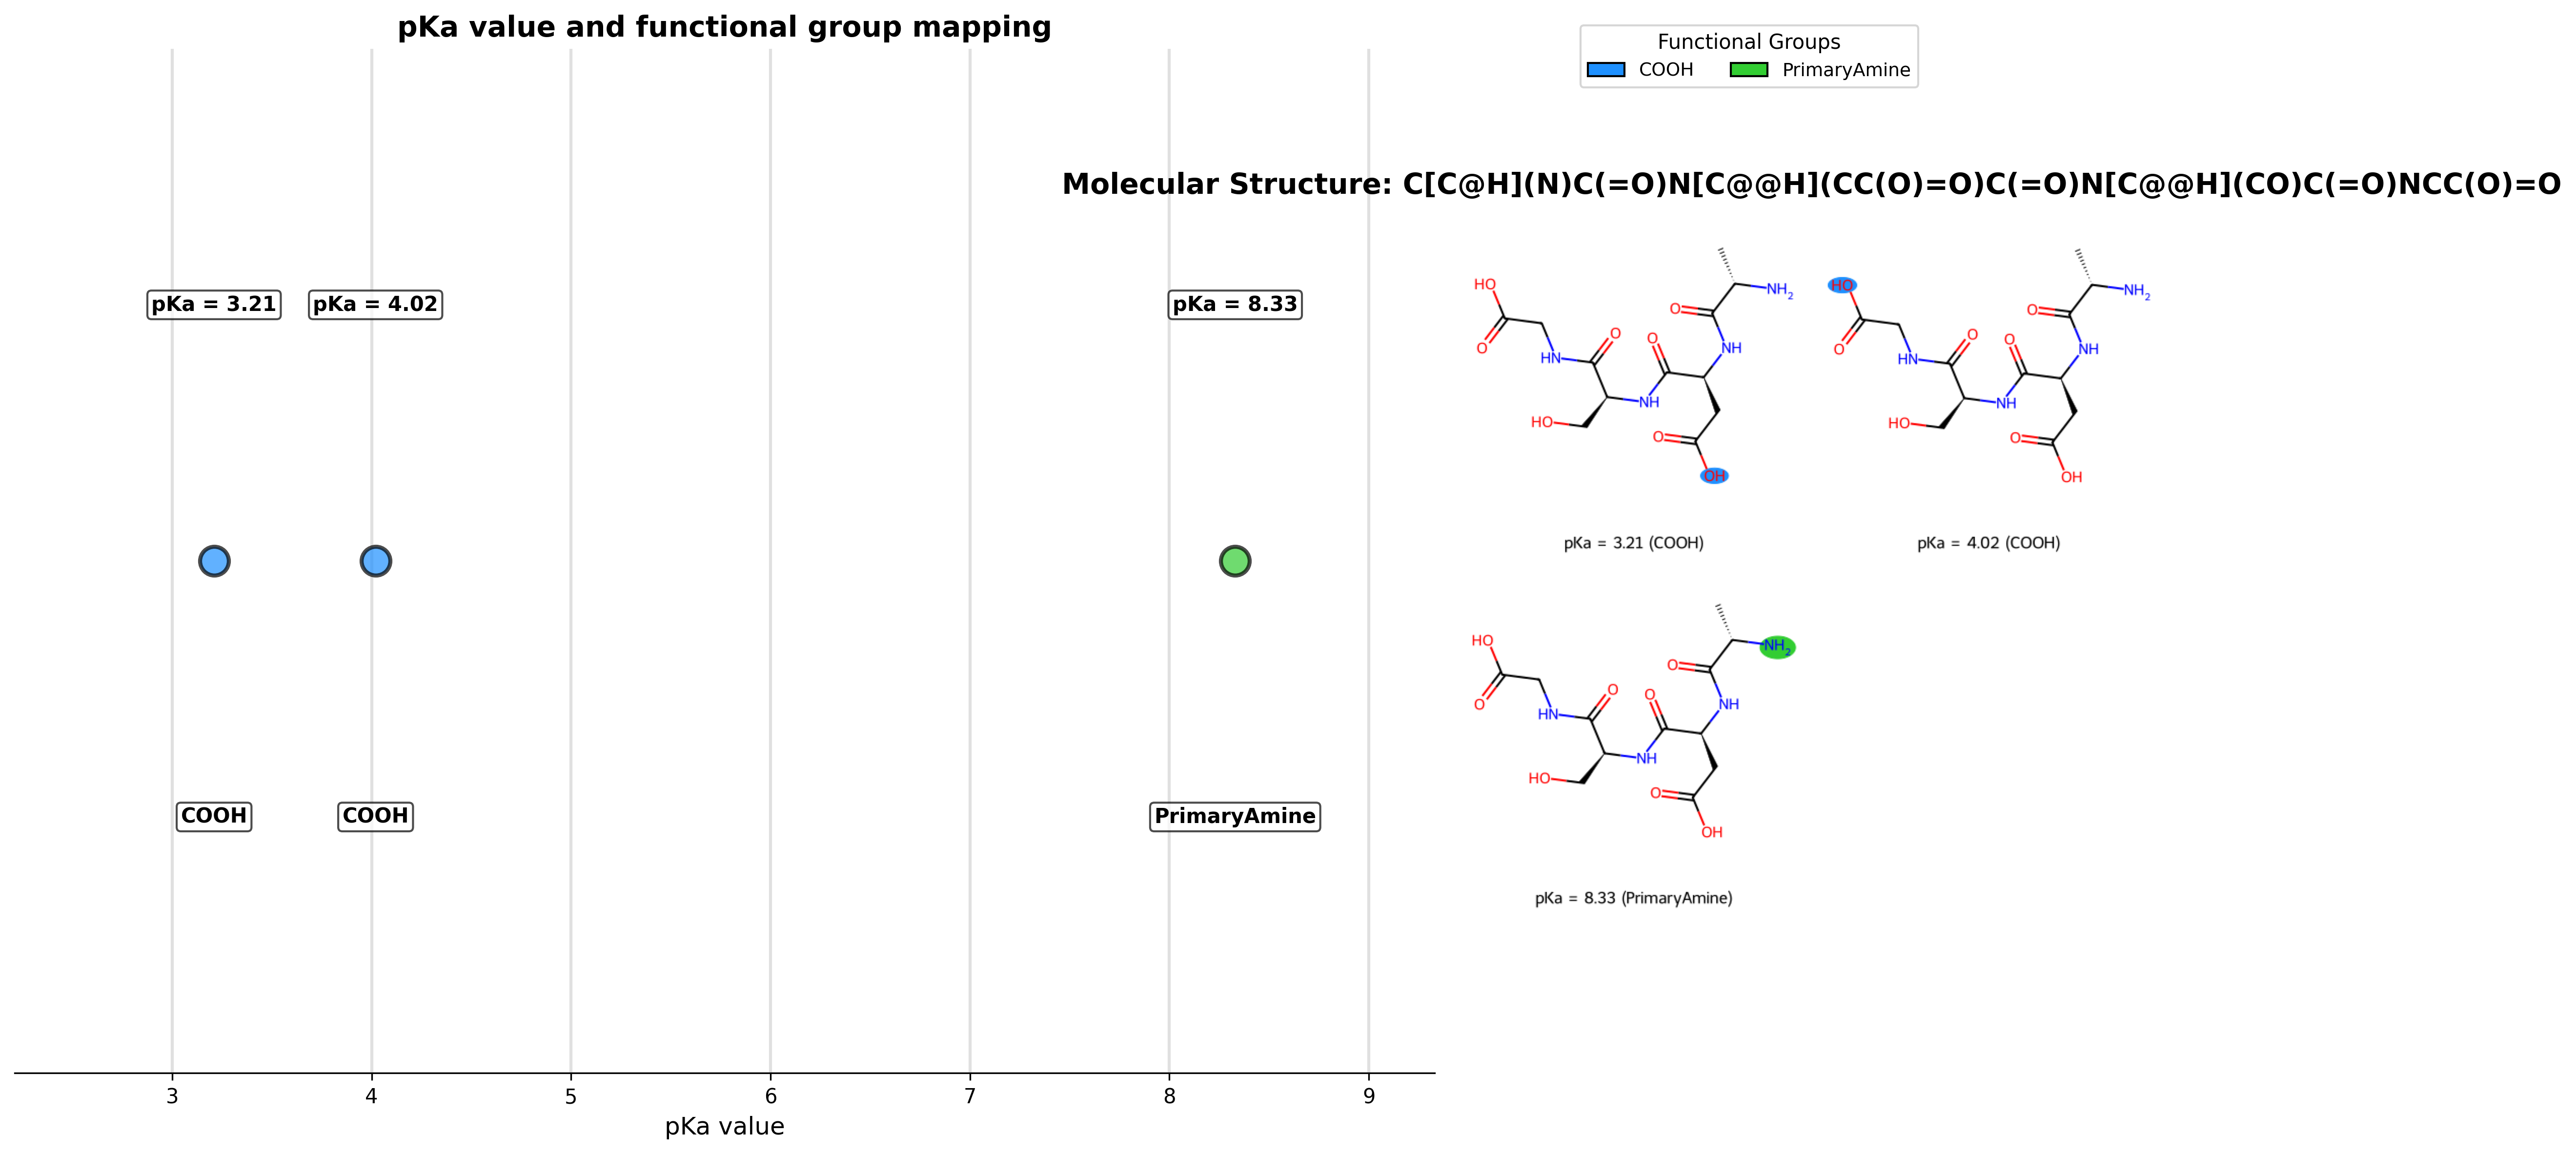 pKa value and functional group mapping
Functional Groups
COOH
PrimaryAmine
Molecular Structure: C[C@H](N)C(=O)N[C@@H](CC(O)=O)C(=O)N[C@@H](CO)C(=O)NCC(O)=O
pKa = 3.21
pKa = 4.02
pKa = 8.33
COOH
COOH
PrimaryAmine
3 4 5 6 7 8 9
pKa value
HO
O
HN
O
HO
NH
O
O
NH
NH2
O
OH
pKa = 3.21 (COOH)
HO
O
HN
O
HO
NH
O
O
NH
NH2
O
OH
pKa = 4.02 (COOH)
HO
O
HN
O
HO
NH
O
O
NH
NH2
O
OH
pKa = 8.33 (PrimaryAmine)